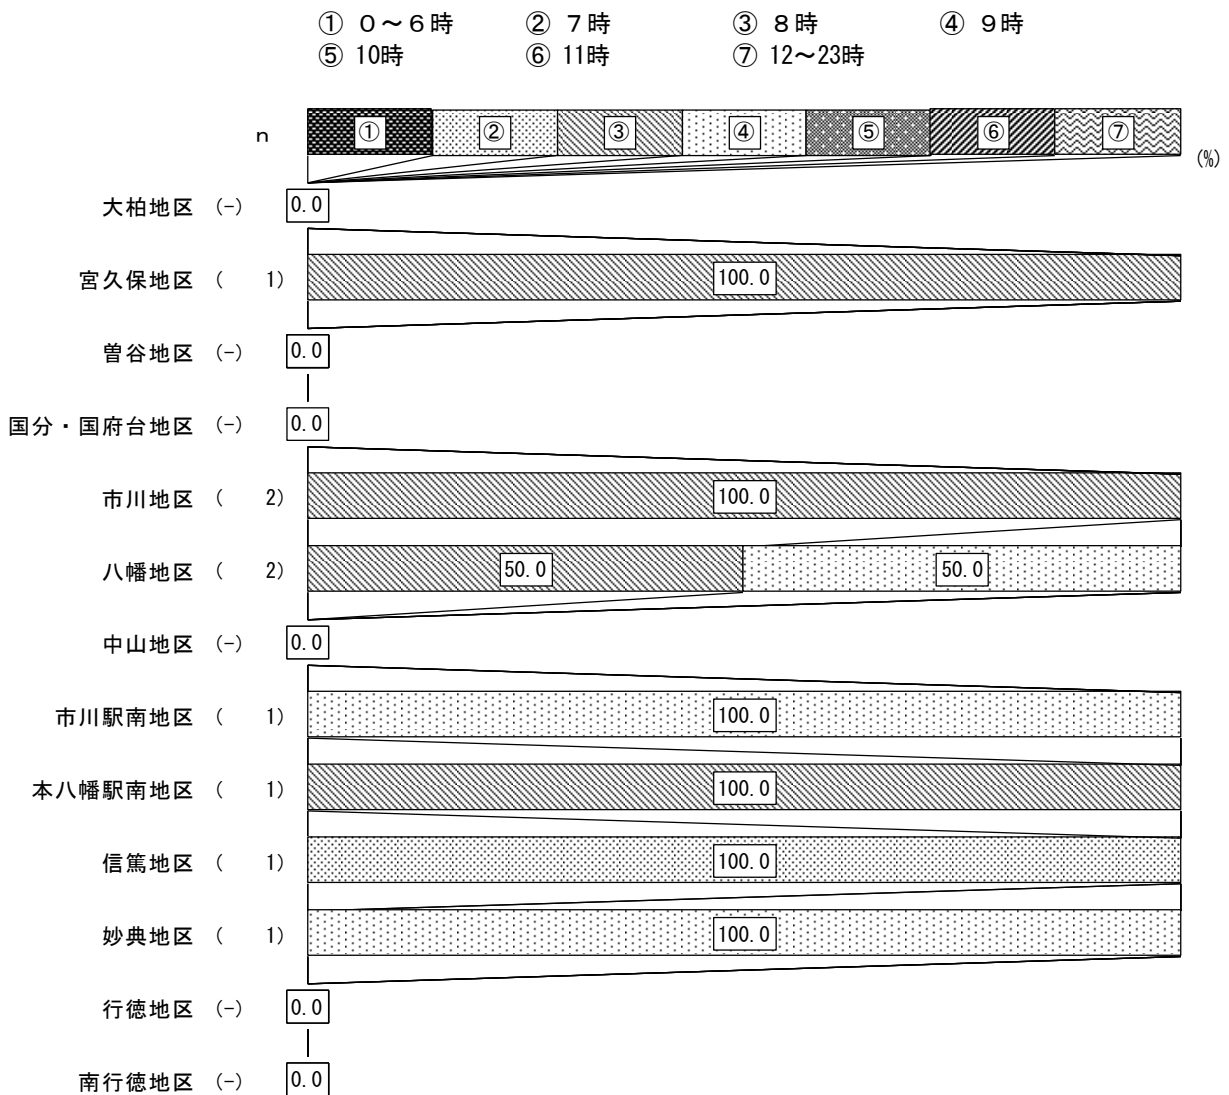 ① ０～６時 ② ７時 ③ ８時 ④ ９時
⑤ 10時 ⑥ 11時 ⑦ 12～23時
ｎ ① ② ③ ④ ⑤ ⑥ ⑦
(%)
大柏地区 (-) 0.0
宮久保地区 ( 1) 100.0
曽谷地区 (-) 0.0
国分・国府台地区 (-) 0.0
市川地区 ( 2) 100.0
八幡地区 ( 2) 50.0 50.0
中山地区 (-) 0.0
市川駅南地区 ( 1) 100.0
本八幡駅南地区 ( 1) 100.0
信篤地区 ( 1) 100.0
妙典地区 ( 1) 100.0
行徳地区 (-) 0.0
南行徳地区 (-) 0.0